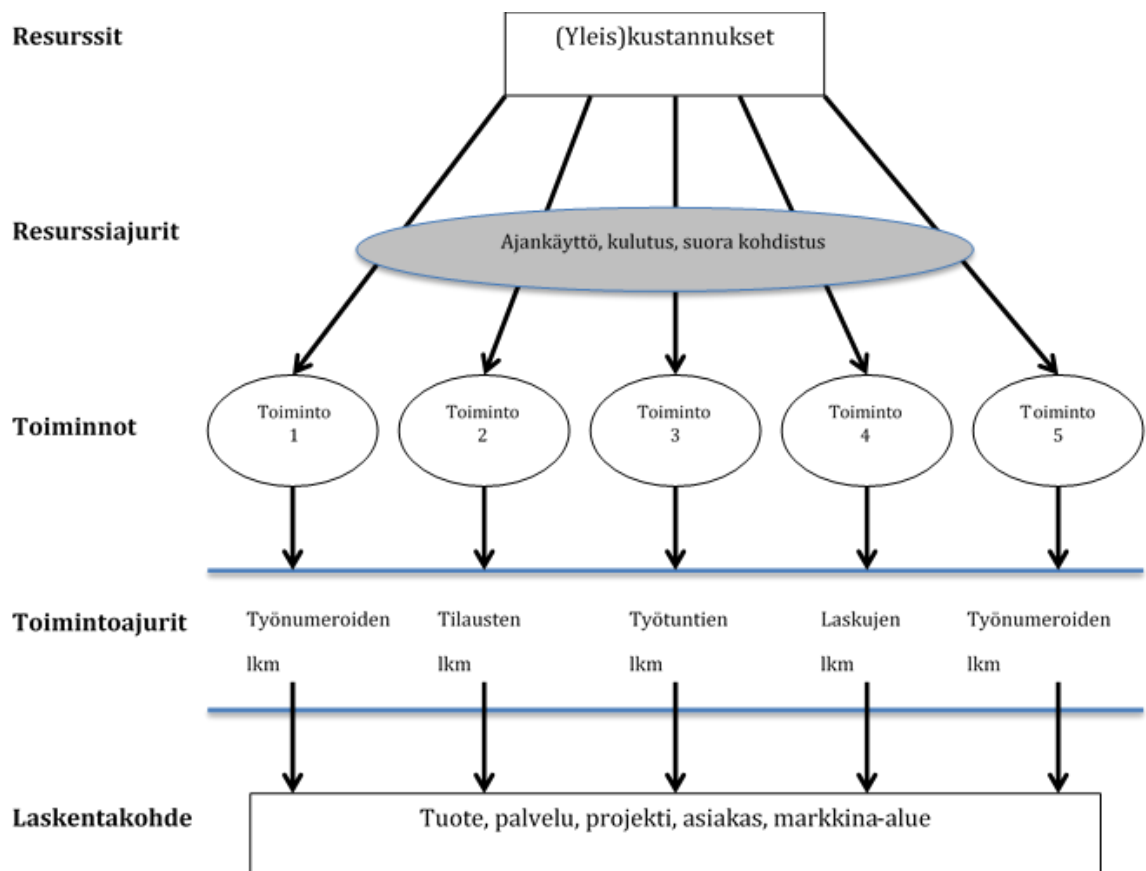 Resurssit
(Yleis)kustannukset
Resurssiajurit
Ajankäyttö, kulutus, suora kohdistus
Toiminnot
Toiminto
1
Toiminto
2
Toiminto
3
Toiminto
4
Toiminto
5
Toimintoajurit
Työnumeroiden
lkm
Tilausten
lkm
Työtuntien
lkm
Laskujen
lkm
Työnumeroiden
lkm
Laskentakohde
Tuote, palvelu, projekti, asiakas, markkina-alue